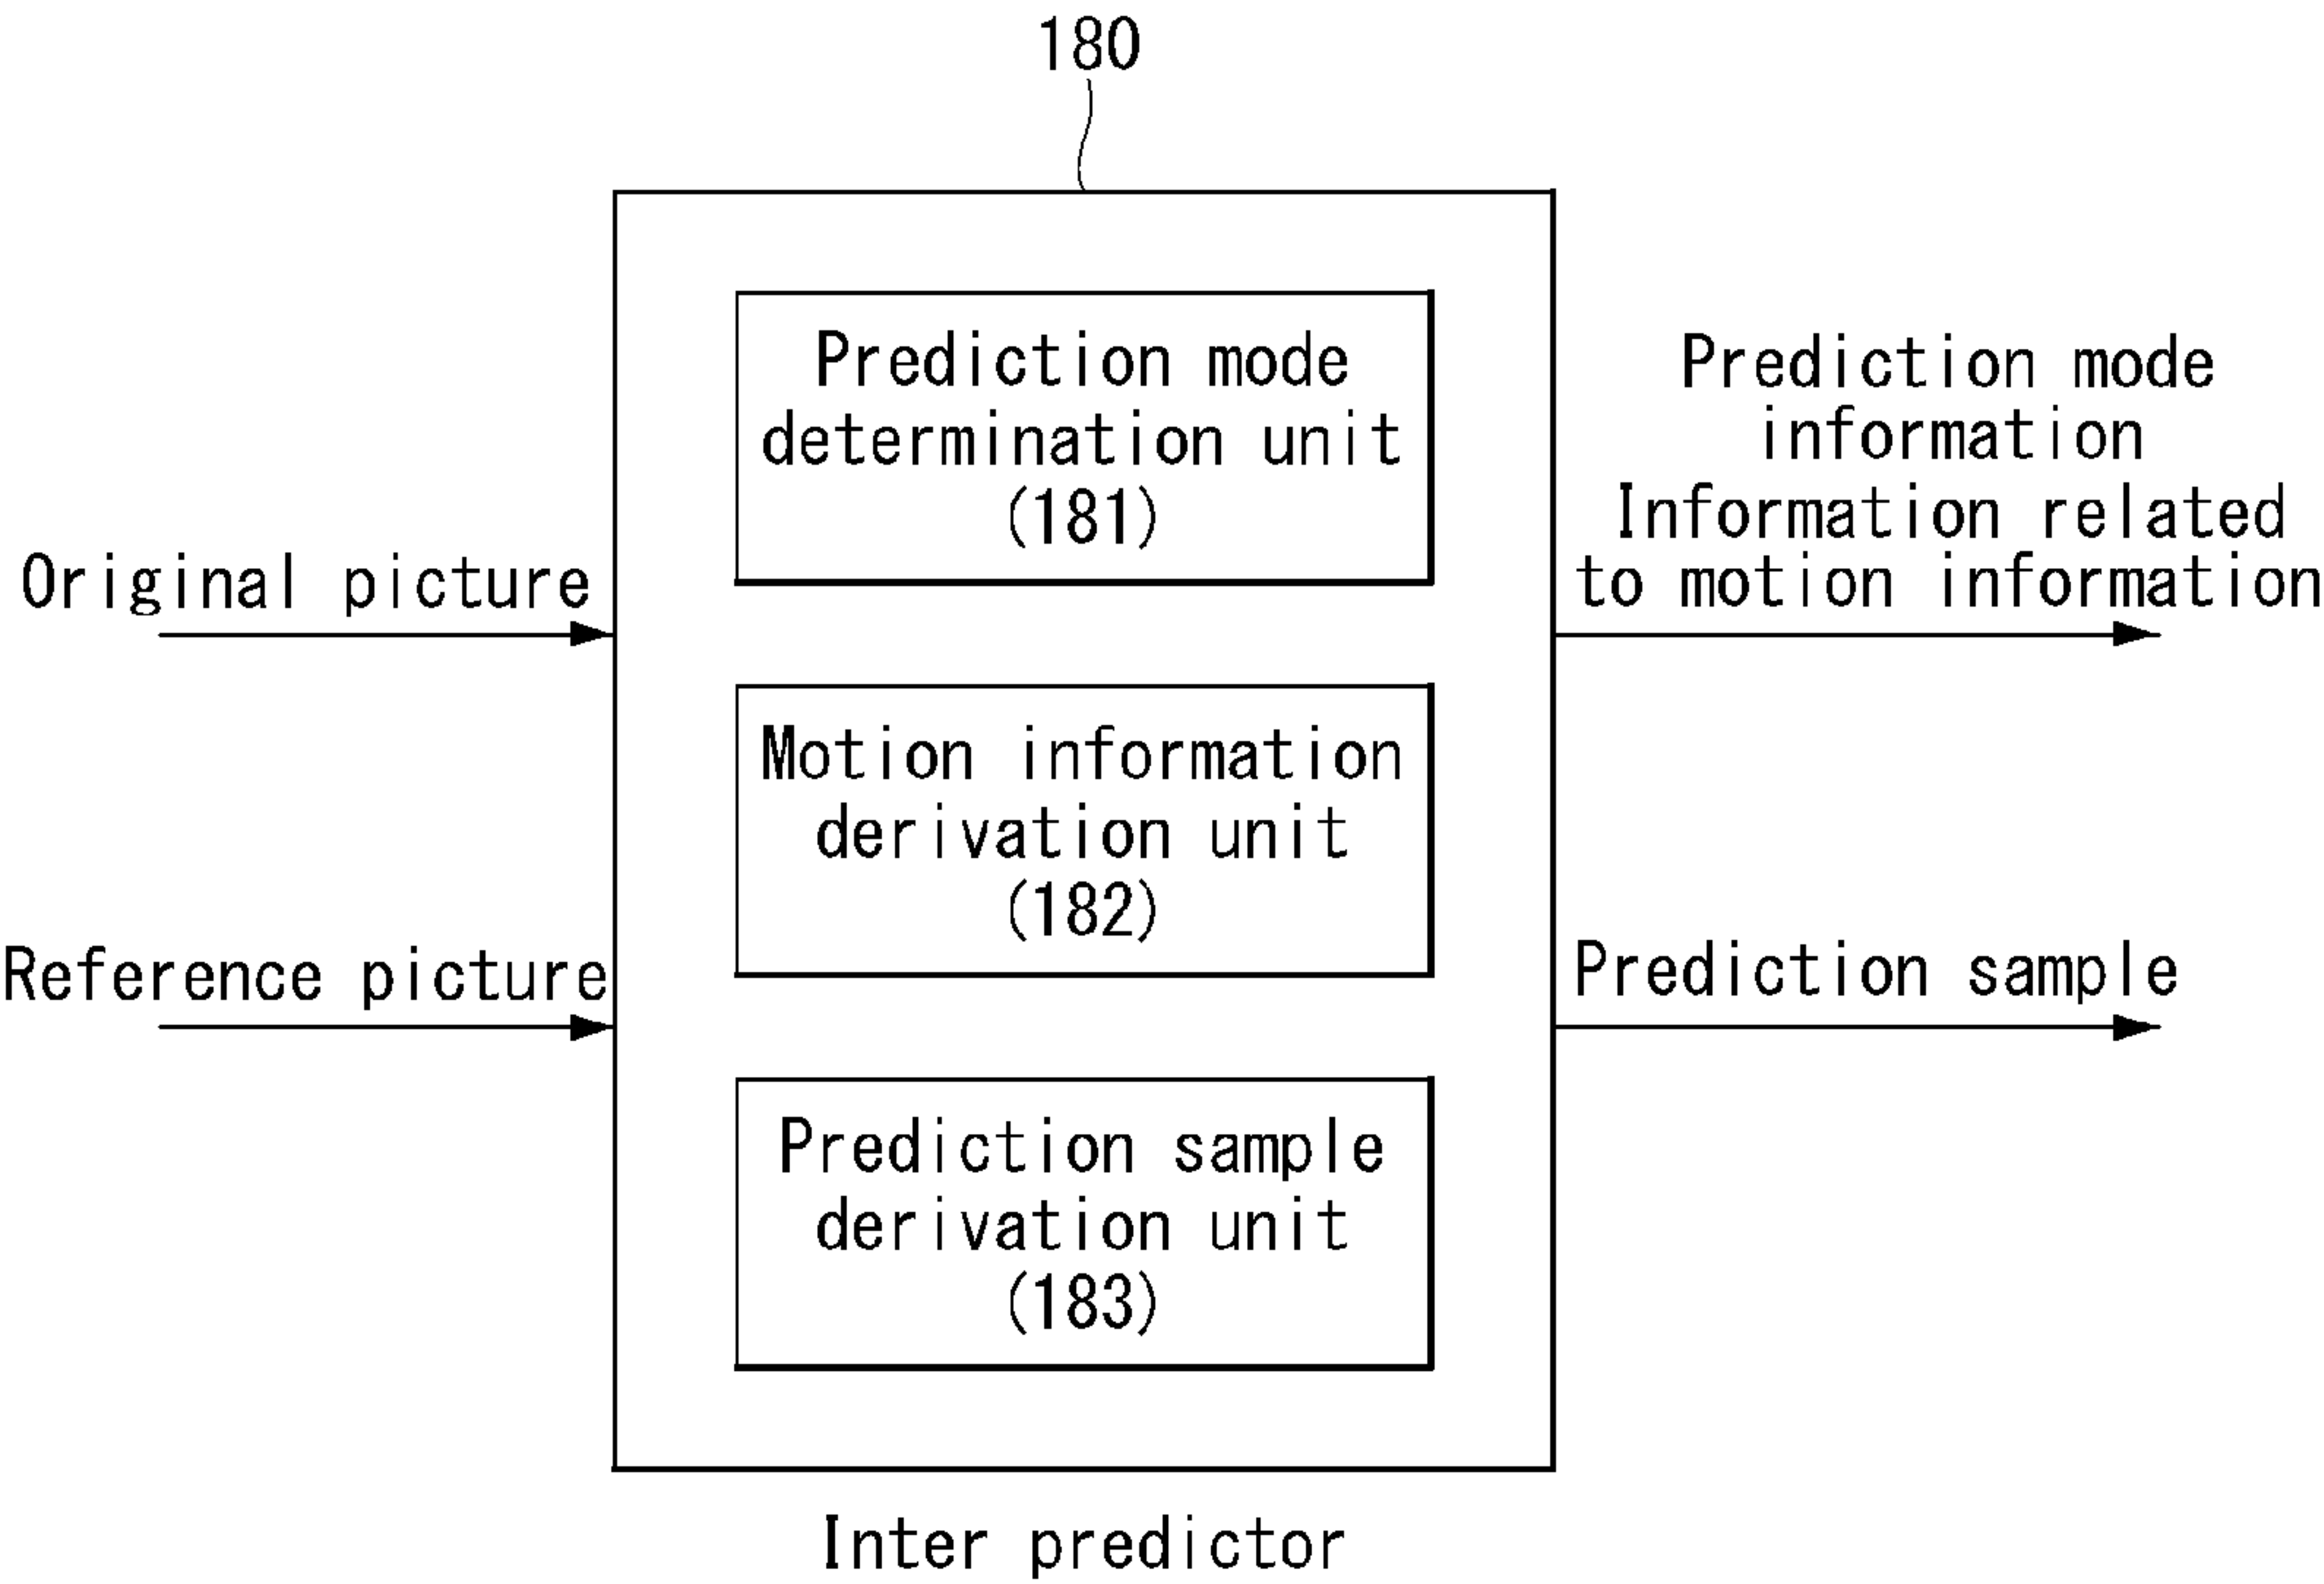 180
Prediction mode
determination unit
(181)
Original picture
Prediction mode
information
Information related
to motion information
Motion information
derivation unit
(182)
Reference picture
Prediction sample
Prediction sample
derivation unit
(183)
Inter predictor